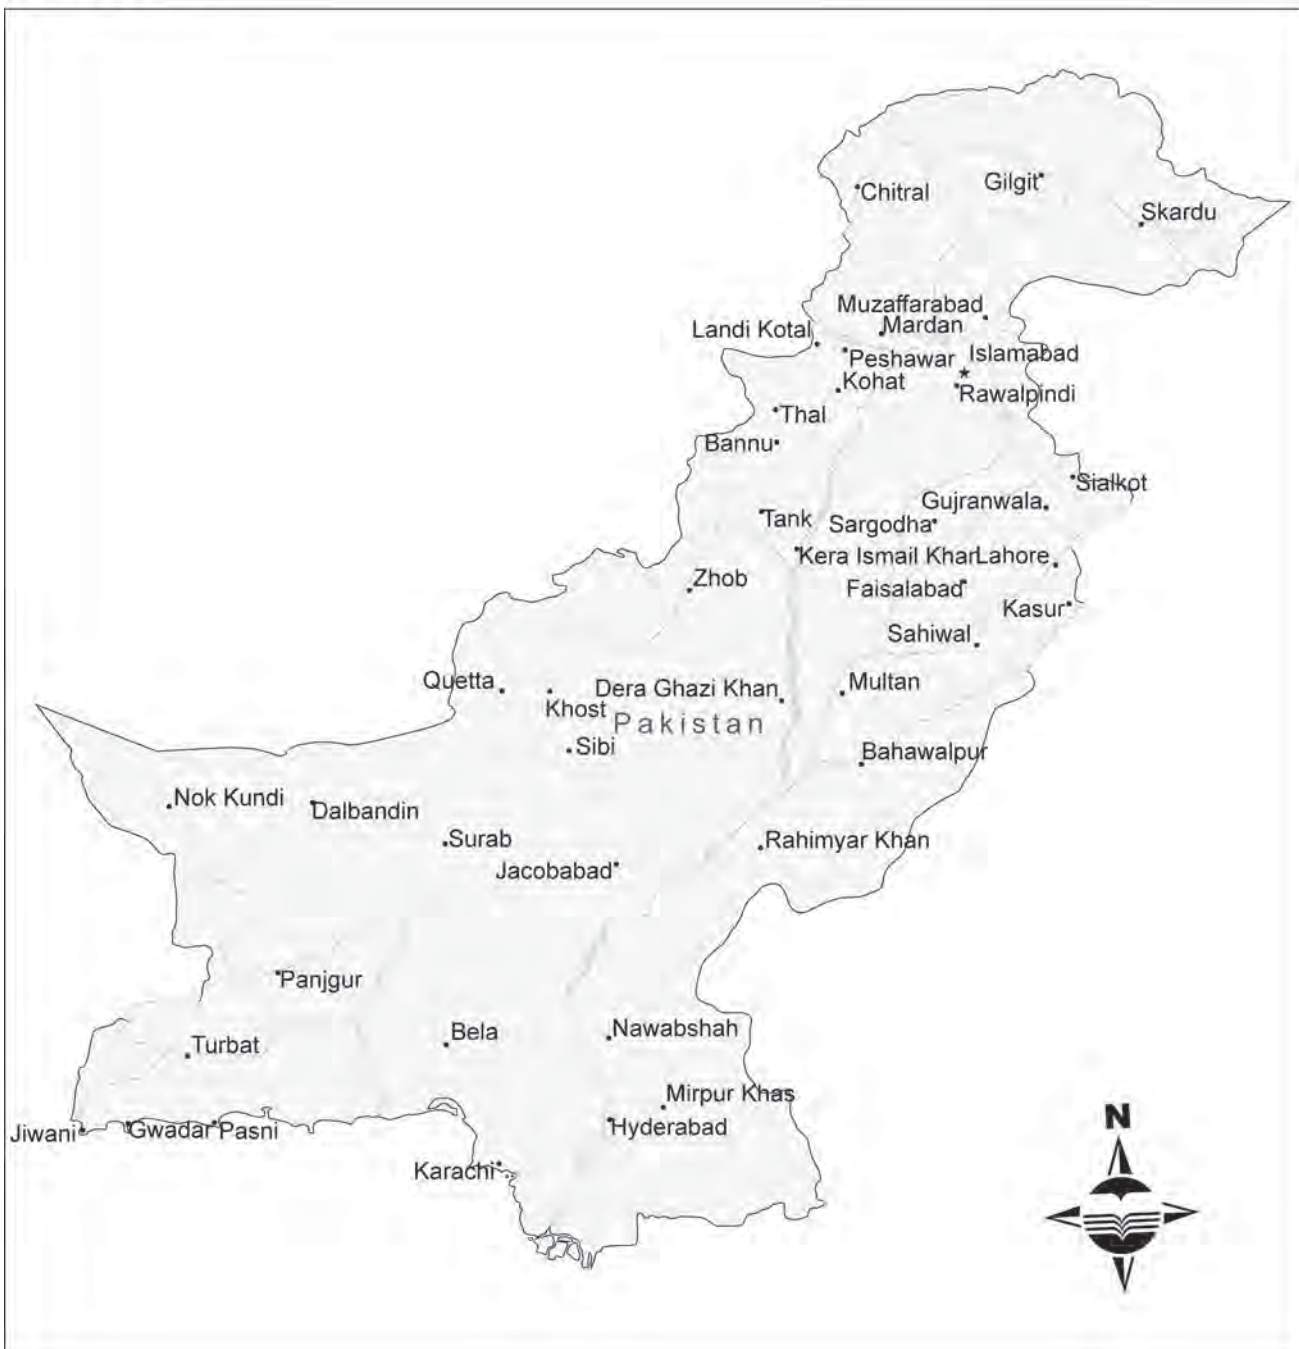 Chitral
Gilgit
Skardu
Muzaffarabad
Mardan
Landi Kotal
Peshawar
Islamabad
Kohat
Rawalpindi
Thal
Bannu
Sialkot
Gujranwala
Tank
Sargodha
Kera Ismail Khar
Lahore
Zhob
Faisalabad
Kasur
Sahiwal
Quetta
Dera Ghazi Khan
Multan
Khost
Pakistan
Sibi
Bahawalpur
Nok Kundi
Dalbandin
Surab
Rahimyar Khan
Jacobabad
Panjgur
Nawabshah
Bela
Turbat
Mirpur Khas
Hyderabad
Jiwani
Gwadar
Pasni
Karachi
N